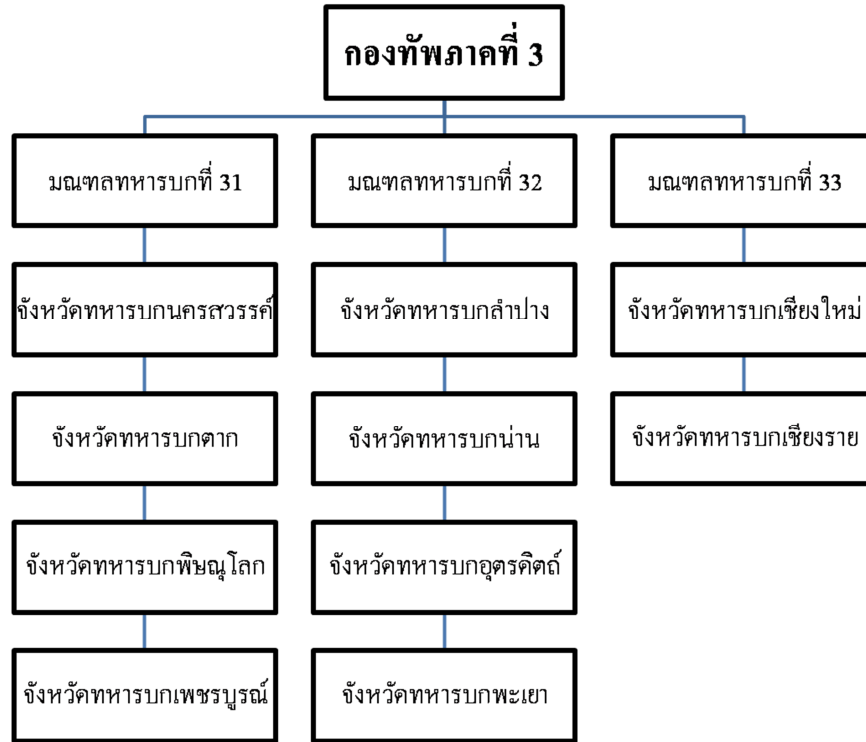 กองทัพภาคที่ 3
มณฑลทหารบกที่ 31
มณฑลทหารบกที่ 32
มณฑลทหารบกที่ 33
จังหวัดทหารบกนครสวรรค์
จังหวัดทหารบกลำปาง
จังหวัดทหารบกเชียงใหม่
จังหวัดทหารบกตาก
จังหวัดทหารบกน่าน
จังหวัดทหารบกเชียงราย
จังหวัดทหารบกพิษณุโลก
จังหวัดทหารบกอุตรดิตถ์
จังหวัดทหารบกเพชรบูรณ์
จังหวัดทหารบกพะเยา